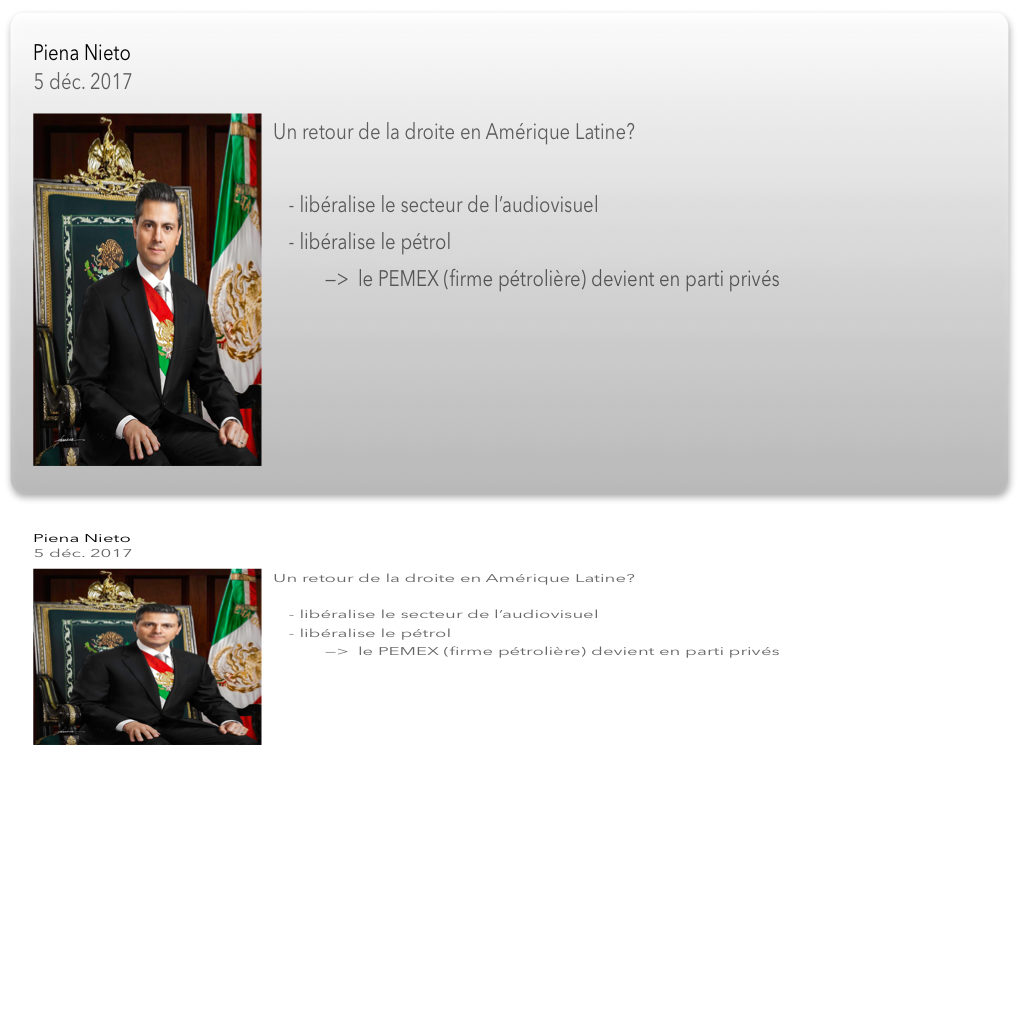 Piena Nieto
5 déc. 2017
Un retour de la droite en Amérique Latine?
- libéralise le secteur de l’audiovisuel
- libéralise le pétrol
—> le PEMEX (firme pétrolière) devient en parti privés
Piena Nieto
5 déc. 2017
Un retour de la droite en Amérique Latine?
- libéralise le secteur de l’audiovisuel
- libéralise le pétrol
—> le PEMEX (firme pétrolière) devient en parti privés